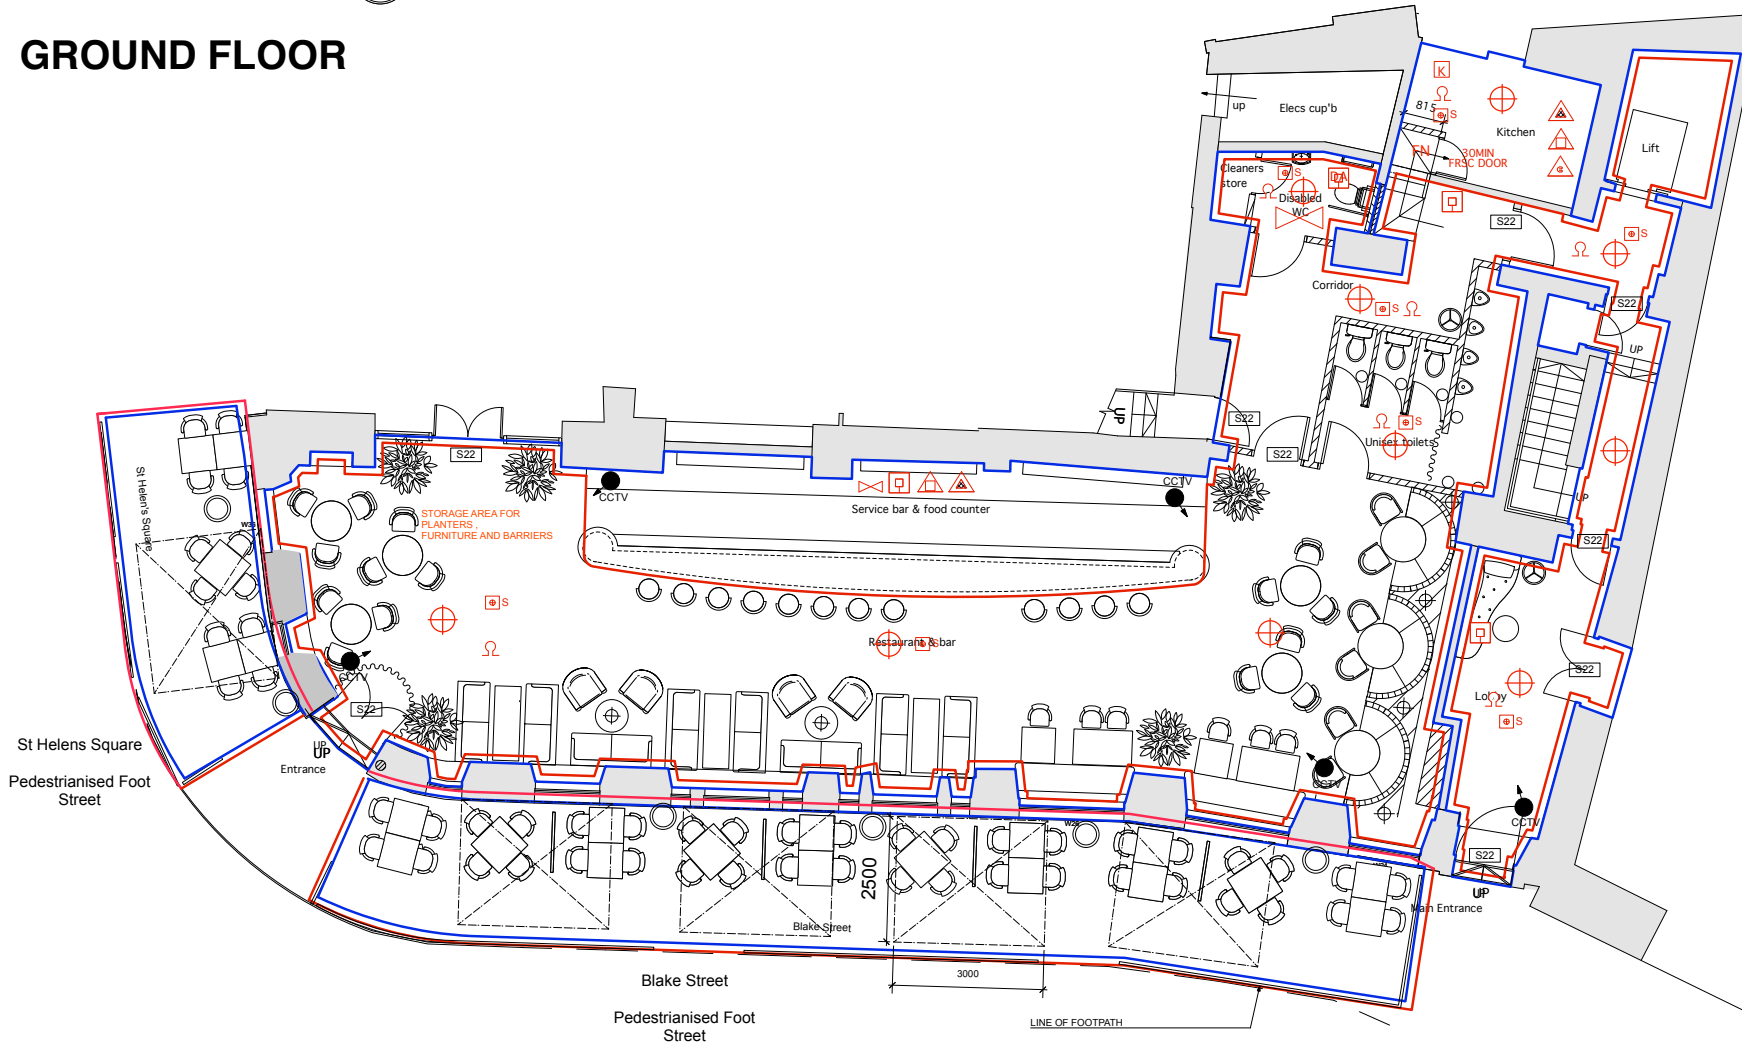 GROUND FLOOR
K
S
815
up
Elecs cup'b
Kitchen
FN
30MIN
FRSC DOOR
Lift
Cleaners
store
S
Disabled
WC
S22
S
Corridor
S
S22
UP
UP
S22
S22
S
Unisex toilets
S22
St Helen's Square
CCTV
CCTV
Service bar & food counter
UP
STORAGE AREA FOR
PLANTERS ,
FURNITURE AND BARRIERS
S22
S
Restaurant & bar
S
CCTV
S22
S22
Lobby
S
St Helens Square
UP
UP
Entrance
Pedestrianised Foot
Street
CCTV
CCTV
S22
UP
Main Entrance
2500
Blake Street
3000
Blake Street
Pedestrianised Foot
Street
LINE OF FOOTPATH